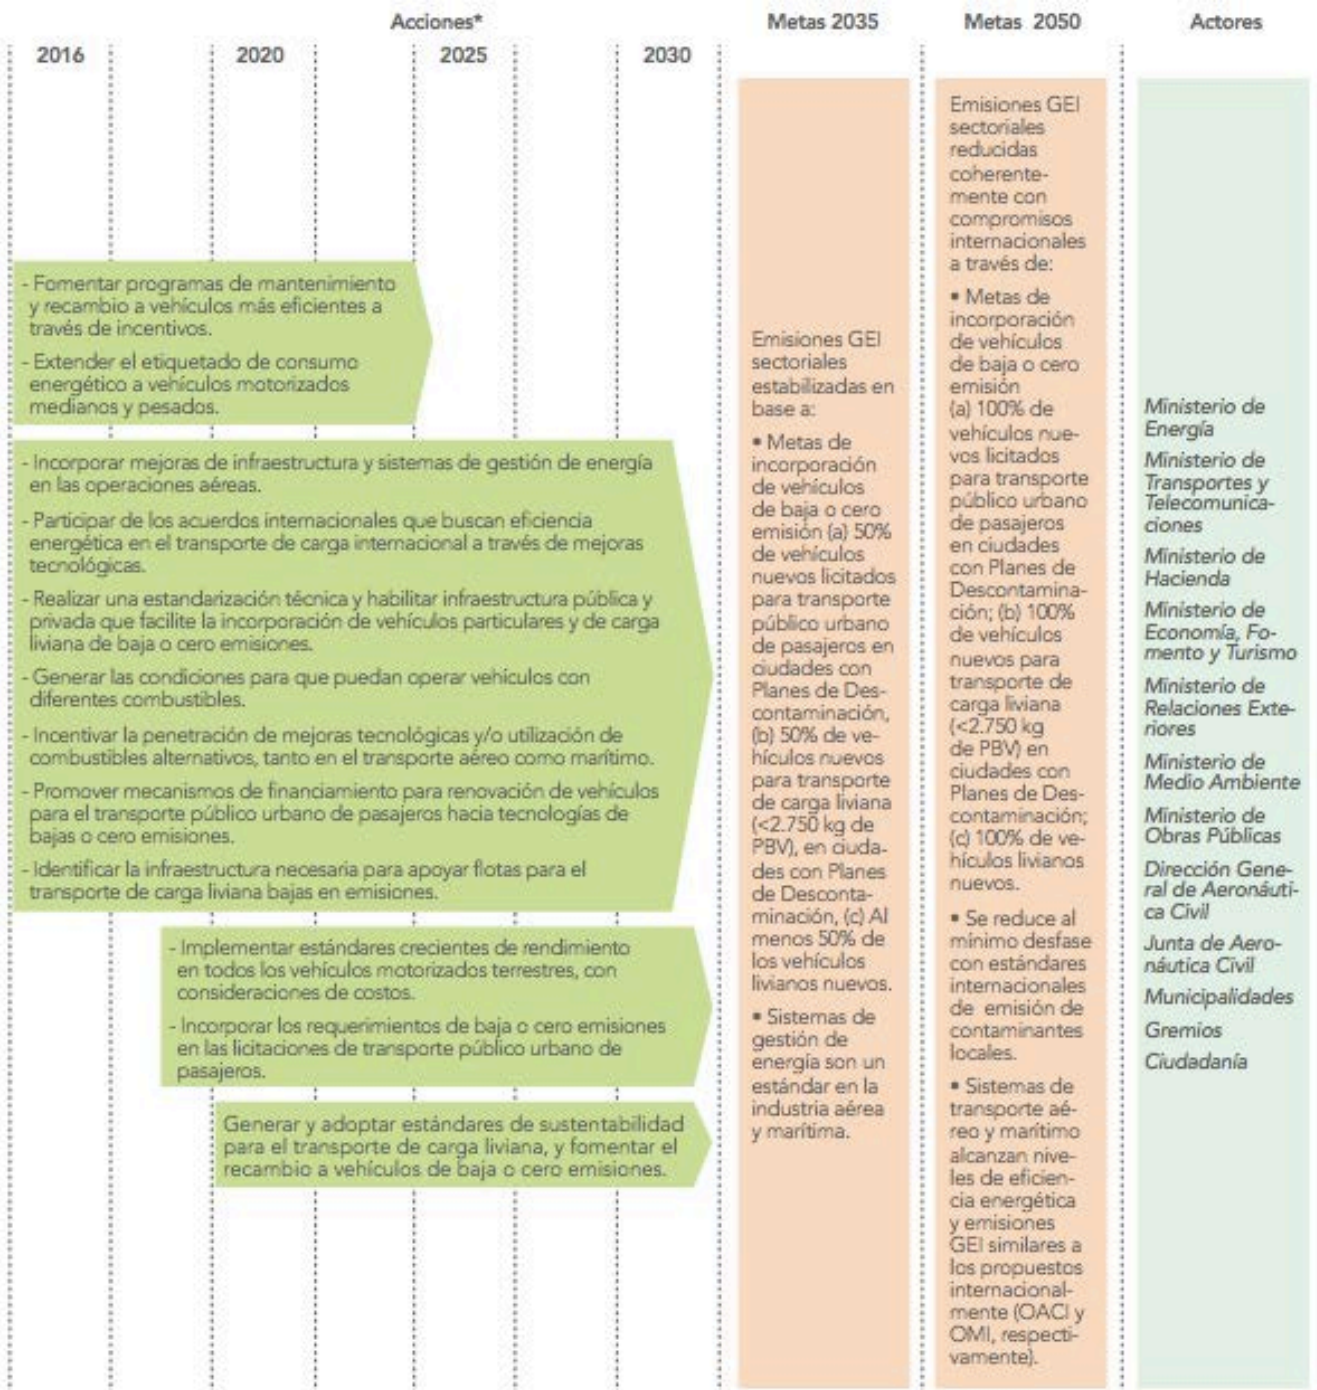 Acciones*
Metas 2035
Metas 2050
Actores
2016
2020
2025
2030
- Fomentar programas de mantenimiento
y recambio a vehículos más eficientes a
través de incentivos.
- Extender el etiquetado de consumo
energético a vehículos motorizados
medianos y pesados.
- Incorporar mejoras de infraestructura y sistemas de gestión de energía
en las operaciones aéreas.
- Participar de los acuerdos internacionales que buscan eficiencia
energética en el transporte de carga internacional a través de mejoras
tecnológicas.
- Realizar una estandarización técnica y habilitar infraestructura pública y
privada que facilite la incorporación de vehículos particulares y de carga
liviana de baja o cero emisiones.
- Generar las condiciones para que puedan operar vehículos con
diferentes combustibles.
- Incentivar la penetración de mejoras tecnológicas y/o utilización de
combustibles alternativos, tanto en el transporte aéreo como marítimo.
- Promover mecanismos de financiamiento para renovación de vehículos
para el transporte público urbano de pasajeros hacia tecnologías de
bajas o cero emisiones.
- Identificar la infraestructura necesaria para apoyar flotas para el
transporte de carga liviana bajas en emisiones.
- Implementar estándares crecientes de rendimiento
en todos los vehículos motorizados terrestres, con
consideraciones de costos.
- Incorporar los requerimientos de baja o cero emisiones
en las licitaciones de transporte público urbano de
pasajeros.
Generar y adoptar estándares de sustentabilidad
para el transporte de carga liviana, y fomentar el
recambio a vehículos de baja o cero emisiones.
Emisiones GEI
sectoriales
estabilizadas en
base a:
• Metas de
incorporación
de vehículos
de baja o cero
emisión (a) 50%
de vehículos
nuevos licitados
para transporte
público urbano
de pasajeros en
ciudades con
Planes de Des-
contaminación,
(b) 50% de ve-
hículos nuevos
para transporte
de carga liviana
(<2.750 kg de
PBV), en ciuda-
des con Planes
de Desconta-
minación, (c) Al
menos 50% de
los vehículos
livianos nuevos.
• Sistemas de
gestión de
energía son un
estándar en la
industria aérea
y marítima.
Emisiones GEI
sectoriales
reducidas
coherente-
mente con
compromisos
internacionales
a través de:
• Metas de
incorporación
de vehículos
de baja o cero
emisión
(a) 100% de
vehículos nue-
vos licitados
para transporte
público urbano
de pasajeros
en ciudades
con Planes de
Descontamina-
ción; (b) 100%
de vehículos
nuevos para
transporte de
carga liviana
(<2.750 kg
de PBV) en
ciudades con
Planes de Des-
contaminación;
(c) 100% de ve-
hículos livianos
nuevos.
• Se reduce al
mínimo desfase
con estándares
internacionales
de emisión de
contaminantes
locales.
• Sistemas de
transporte aé-
reo y marítimo
alcanzan nive-
les de eficien-
cia energética
y emisiones
GEI similares a
los propuestos
internacional-
mente (OACI y
OMI, respecti-
vamente).
Ministerio de
Energía
Ministerio de
Transportes y
Telecomunica-
ciones
Ministerio de
Hacienda
Ministerio de
Economía, Fo-
mento y Turismo
Ministerio de
Relaciones Exte-
riores
Ministerio de
Medio Ambiente
Ministerio de
Obras Públicas
Dirección Gene-
ral de Aeronáuti-
ca Civil
Junta de Aero-
náutica Civil
Municipalidades
Gremios
Ciudadanía